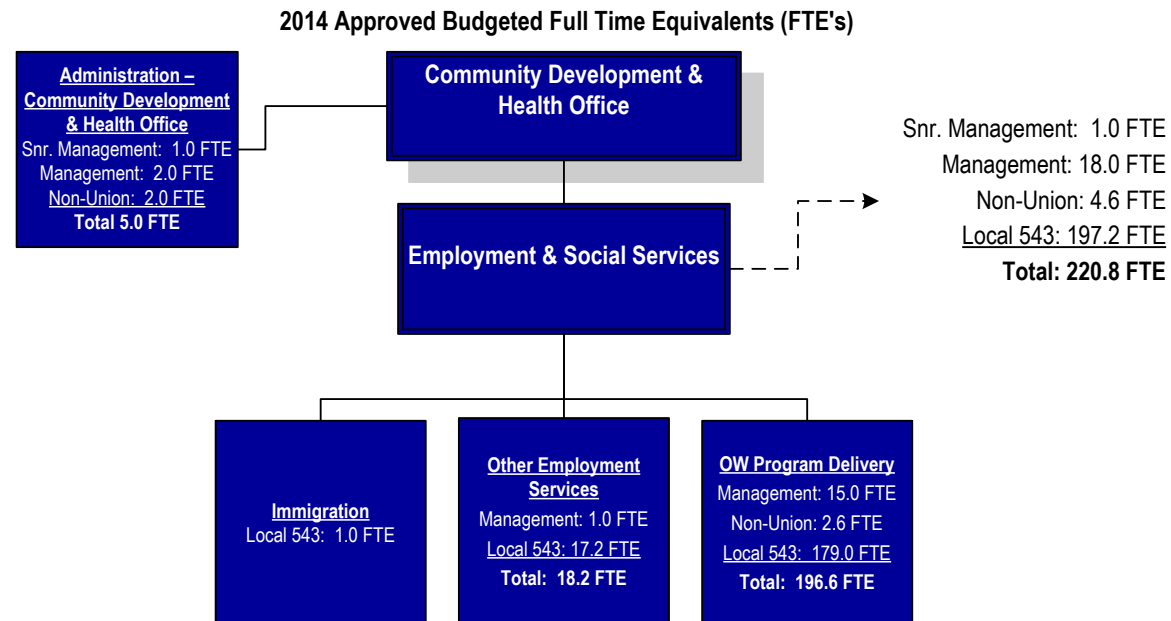 2014 Approved Budgeted Full Time Equivalents (FTE's)
Administration –
Community Development
& Health Office
Snr. Management: 1.0 FTE
Management: 2.0 FTE
Non-Union: 2.0 FTE
Total 5.0 FTE
Community Development &
Health Office
Snr. Management: 1.0 FTE
Management: 18.0 FTE
Non-Union: 4.6 FTE
Local 543: 197.2 FTE
Total: 220.8 FTE
Employment & Social Services
Immigration
Local 543: 1.0 FTE
Other Employment
Services
Management: 1.0 FTE
Local 543: 17.2 FTE
Total: 18.2 FTE
OW Program Delivery
Management: 15.0 FTE
Non-Union: 2.6 FTE
Local 543: 179.0 FTE
Total: 196.6 FTE